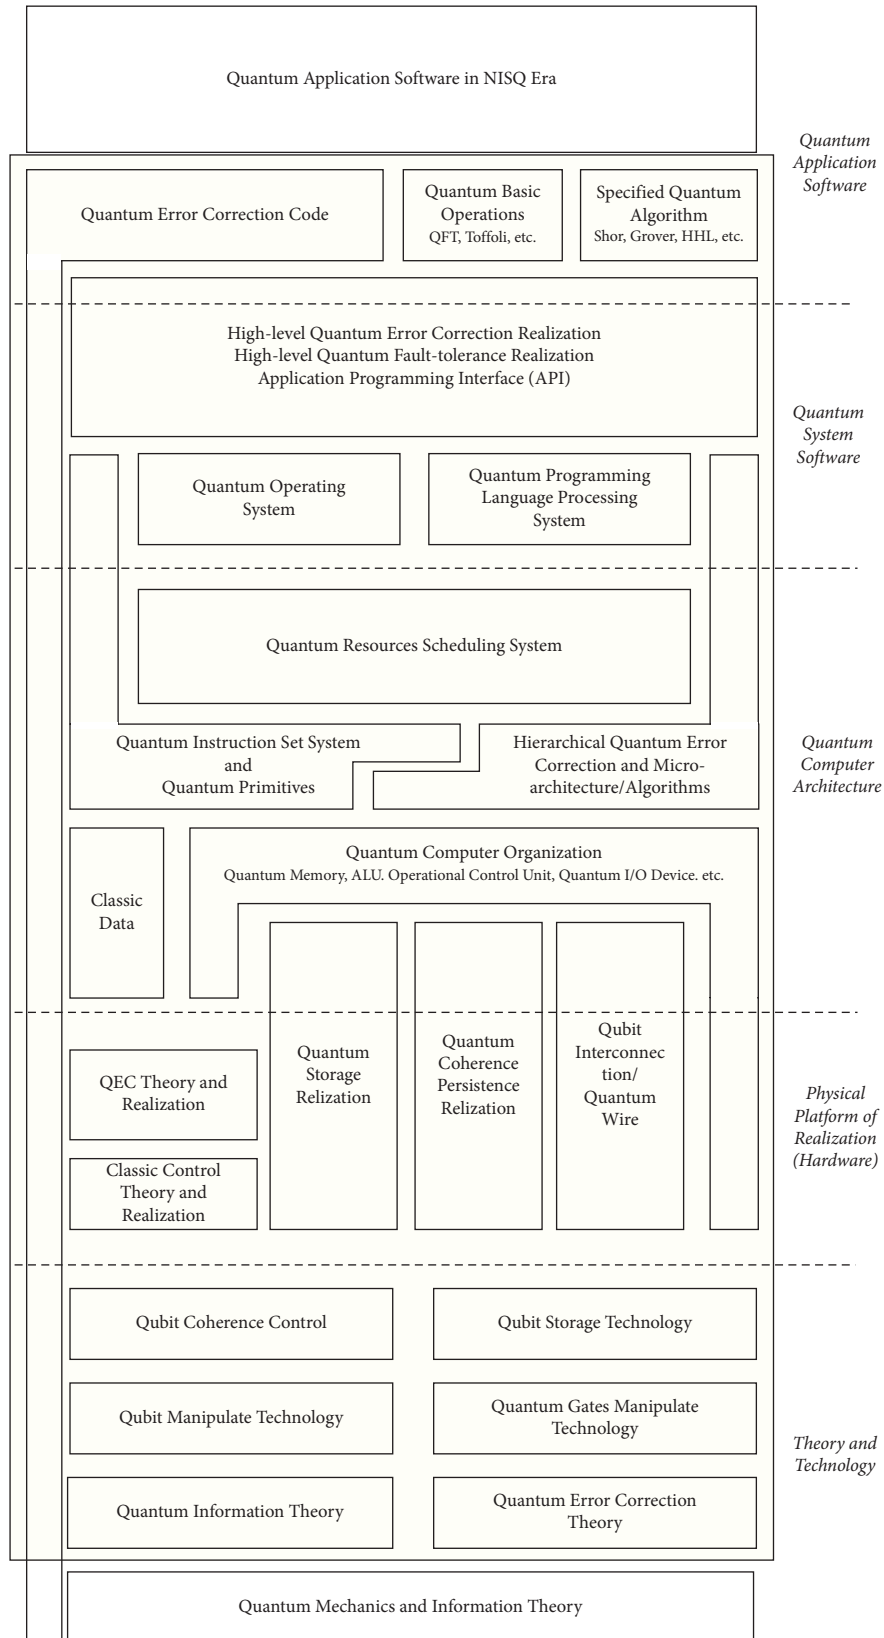 Quantum Application Software in NISQ Era
Quantum
Application
Software
Quantum Error Correction Code
Quantum Basic
Operations
QFT, Toffoli, etc.
Specified Quantum
Algorithm
Shor, Grover, HHL, etc.
High-level Quantum Error Correction Realization
High-level Quantum Fault-tolerance Realization
Application Programming Interface (API)
Quantum
System
Software
Quantum Operating
System
Quantum Programming
Language Processing
System
Quantum Resources Scheduling System
Quantum Instruction Set System
and
Quantum Primitives
Hierarchical Quantum Error
Correction and Micro-
architecture/Algorithms
Quantum
Computer
Architecture
Classic
Data
Quantum Computer Organization
Quantum Memory, ALU. Operational Control Unit, Quantum I/O Device. etc.
QEC Theory and
Realization
Classic Control
Theory and
Realization
Quantum
Storage
Relization
Quantum
Coherence
Persistence
Relization
Qubit
Interconnec
tion/
Quantum
Wire
Physical
Platform of
Realization
(Hardware)
Qubit Coherence Control
Qubit Storage Technology
Qubit Manipulate Technology
Quantum Gates Manipulate
Technology
Theory and
Technology
Quantum Information Theory
Quantum Error Correction
Theory
Quantum Mechanics and Information Theory